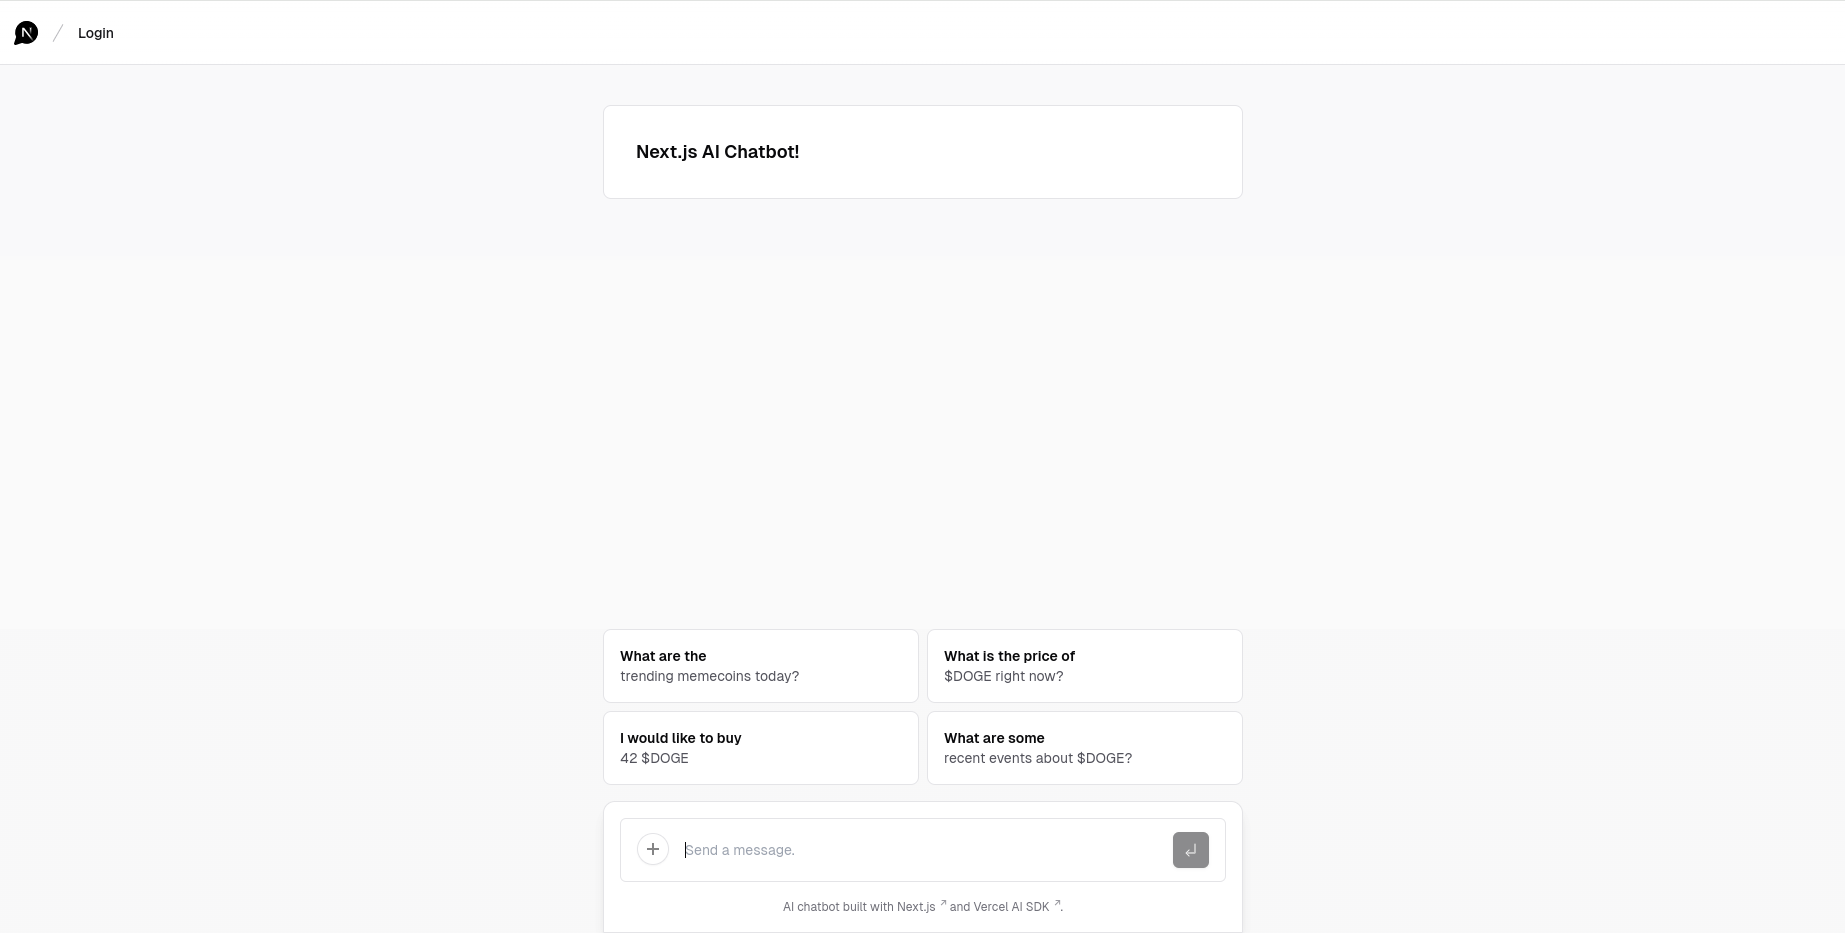 Login
Next.js AI Chatbot!
What are the
trending memecoins today?
What is the price of
$DOGE right now?
I would like to buy
42 $DOGE
What are some
recent events about $DOGE?
Send a message.
AI chatbot built with Next.js and Vercel AI SDK .